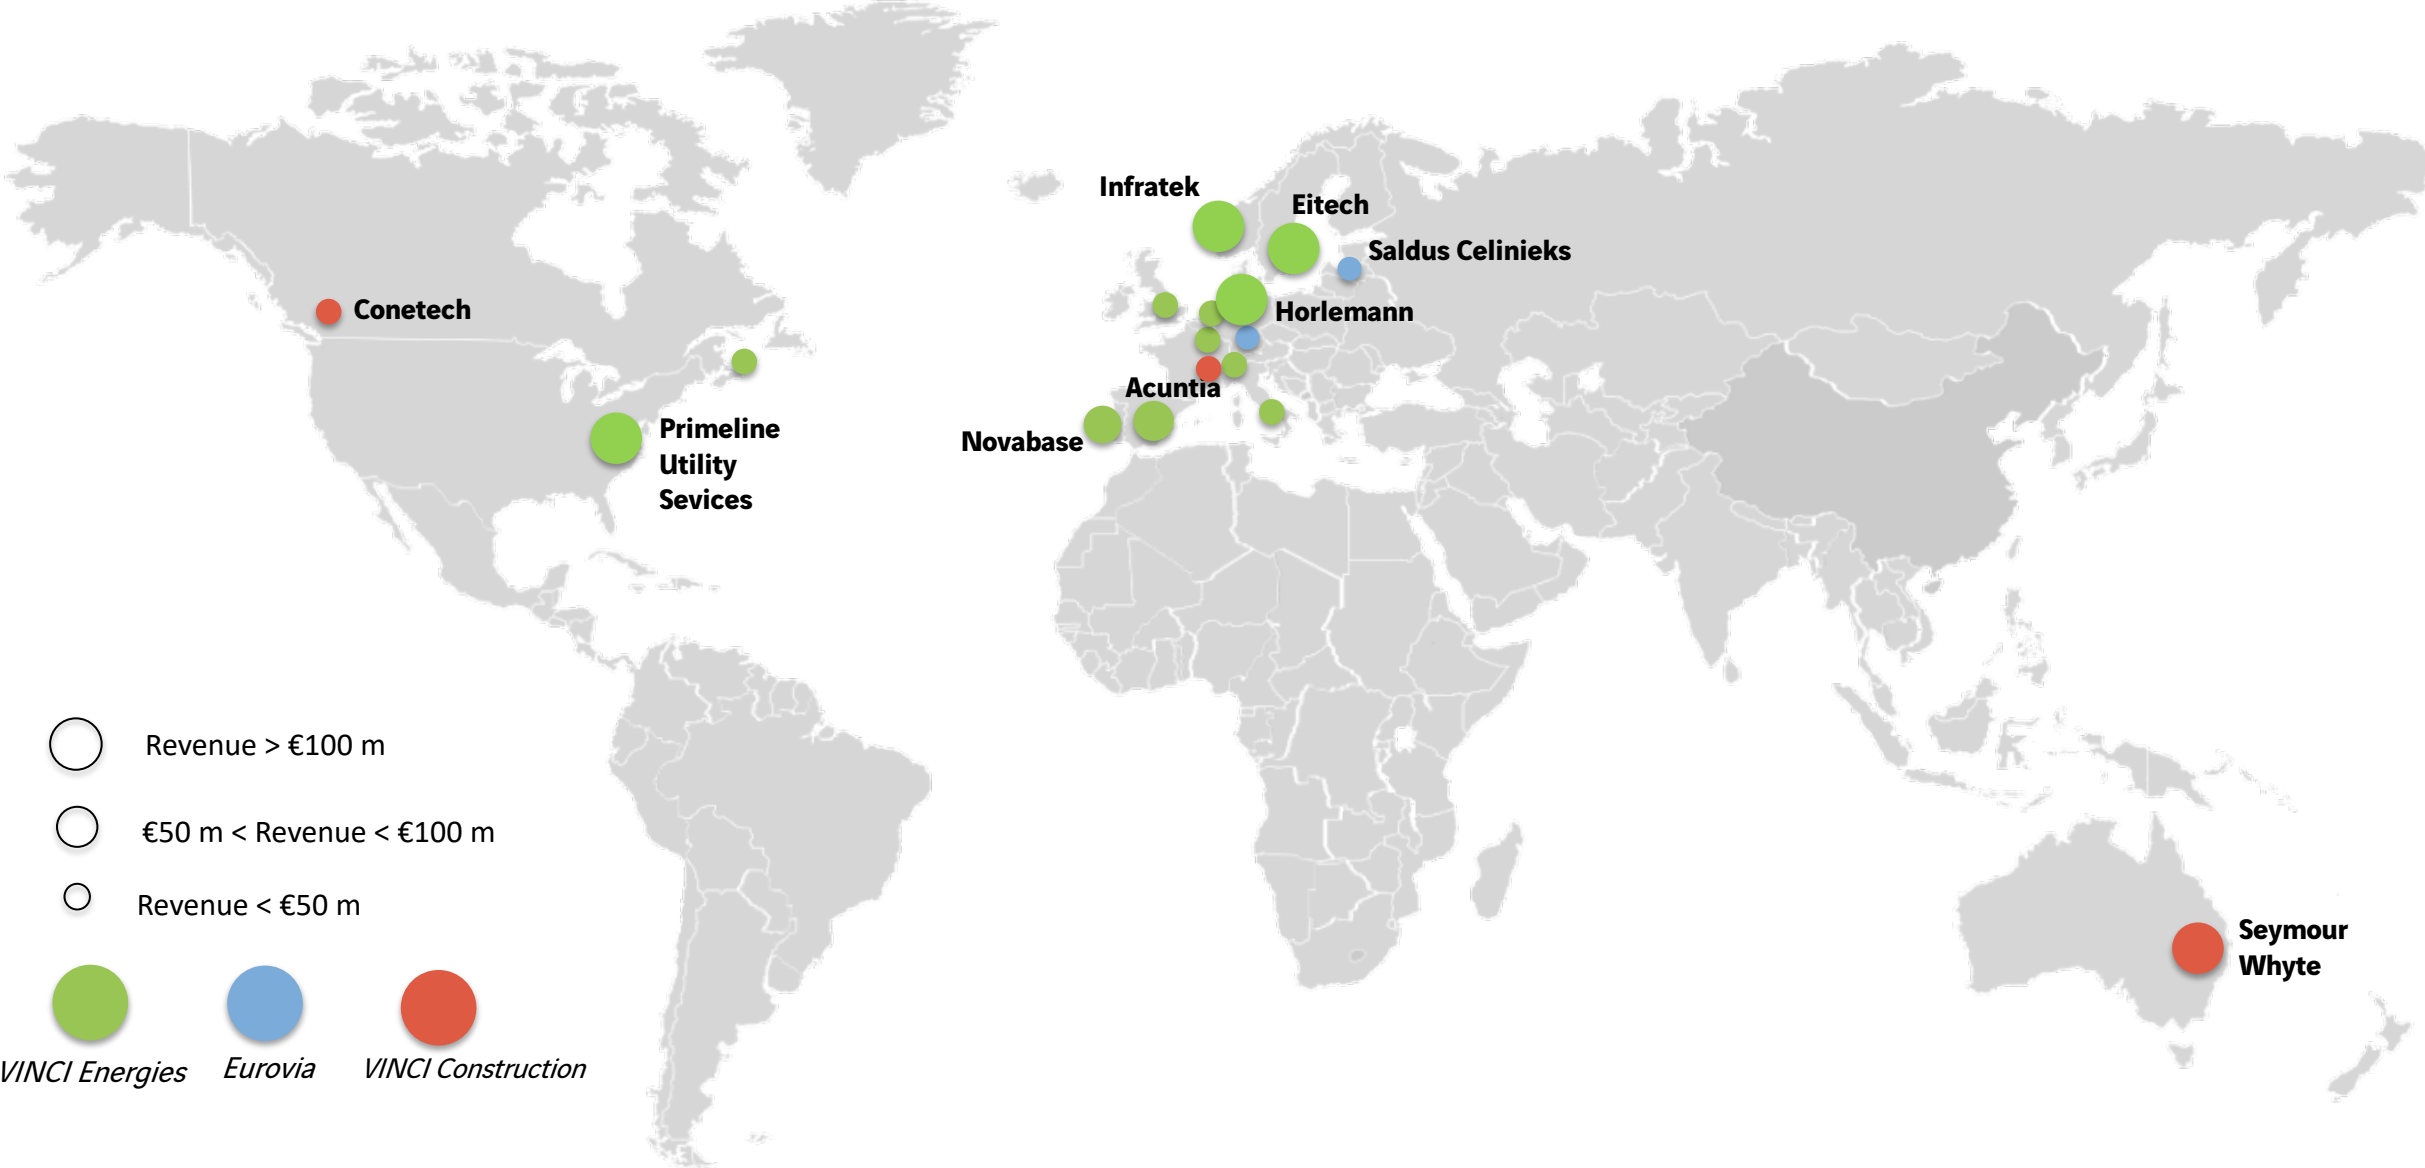 Infratek
Eitech
Saldus Celinieks
Conetech
Horlemann
Acuntia
Novabase
Primeline
Utility
Sevices
Revenue > €100 m
€50 m < Revenue < €100 m
Revenue < €50 m
Seymour
Whyte
VINCI Energies
Eurovia
VINCI Construction